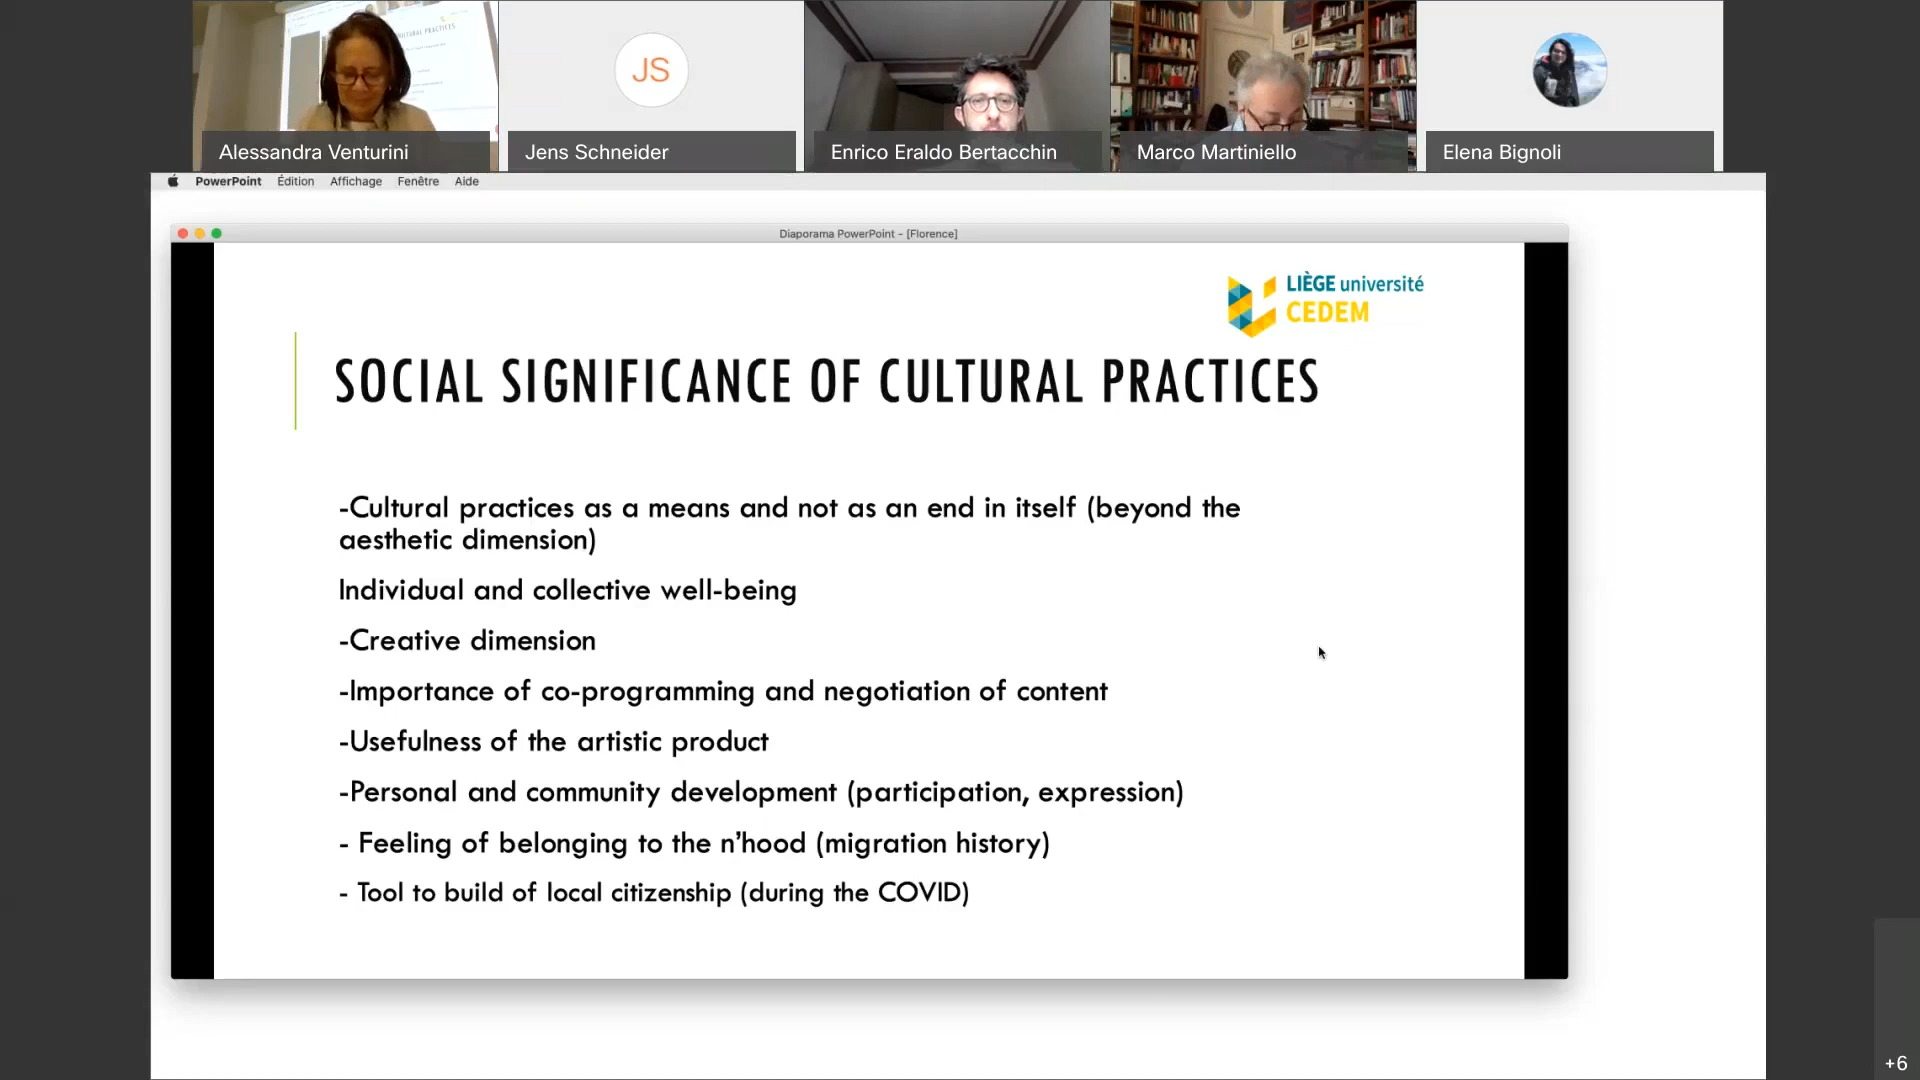 CULTURAL PRACTICES
JS
Alessandra Venturini
Jens Schneider
Enrico Eraldo Bertacchin
Marco Martiniello
Elena Bignoli
PowerPoint Édition Affichage Fenêtre Aide
Diaporama PowerPoint - [Florence]
LIÈGE université
CEDEM
SOCIAL SIGNIFICANCE OF CULTURAL PRACTICES
-Cultural practices as a means and not as an end in itself (beyond the
aesthetic dimension)
Individual and collective well-being
-Creative dimension
-Importance of co-programming and negotiation of content
-Usefulness of the artistic product
-Personal and community development (participation, expression)
- Feeling of belonging to the n’hood (migration history)
- Tool to build of local citizenship (during the COVID)
+6